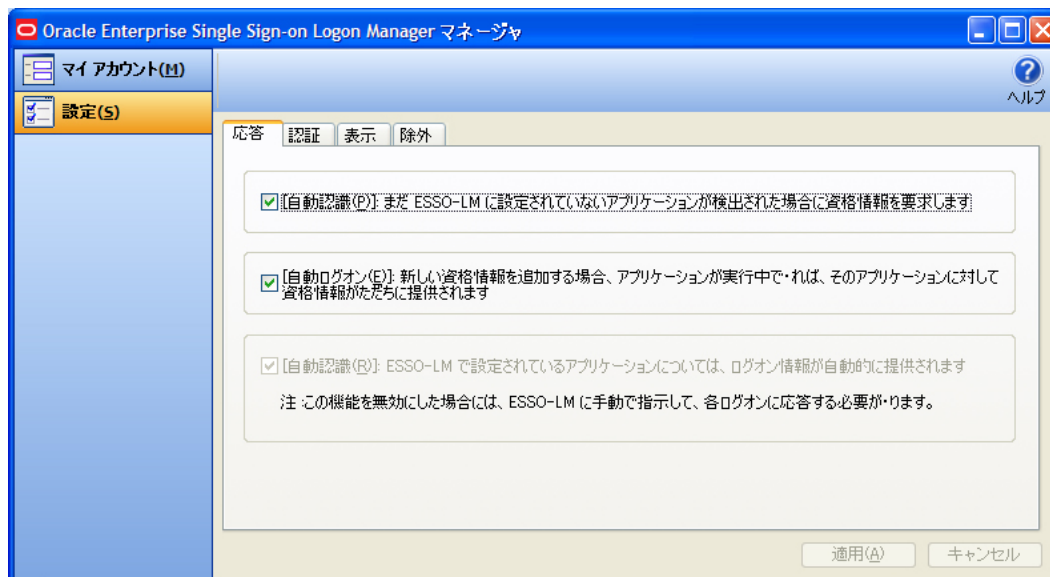 Oracle Enterprise Single Sign-on Logon Manager マネージャ
マイ アカウント(M)
設定(S)
ヘルプ
応答
認証
表示
除外
[自動認識(P)]: まだ ESSO-LM に設定されていないアプリケーションが検出された場合に資格情報を要求します
[自動ログオン(E)]: 新しい資格情報を追加する場合、アプリケーションが実行中で・れば、そのアプリケーションに対して
資格情報がただちに提供されます
[自動認識(R)]: ESSO-LM で設定されているアプリケーションについては、ログオン情報が自動的に提供されます
注 :この機能を無効にした場合には、ESSO-LM に手動で指示して、各ログオンに応答する必要が・ります。
適用(A)
キャンセル